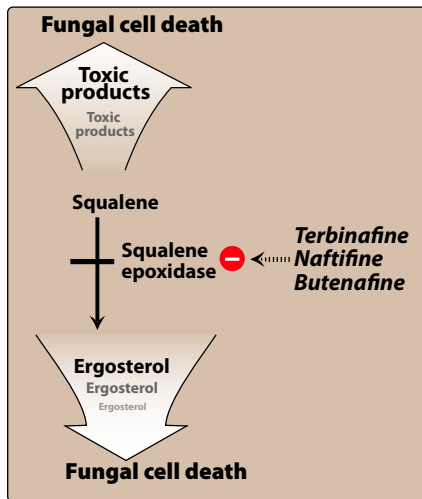 Fungal cell death
Toxic
products
Toxic
products
Squalene
Squalene
epoxidase
Terbinafine
Naftifine
Butenafine
Ergosterol
Ergosterol
Ergosterol
Fungal cell death